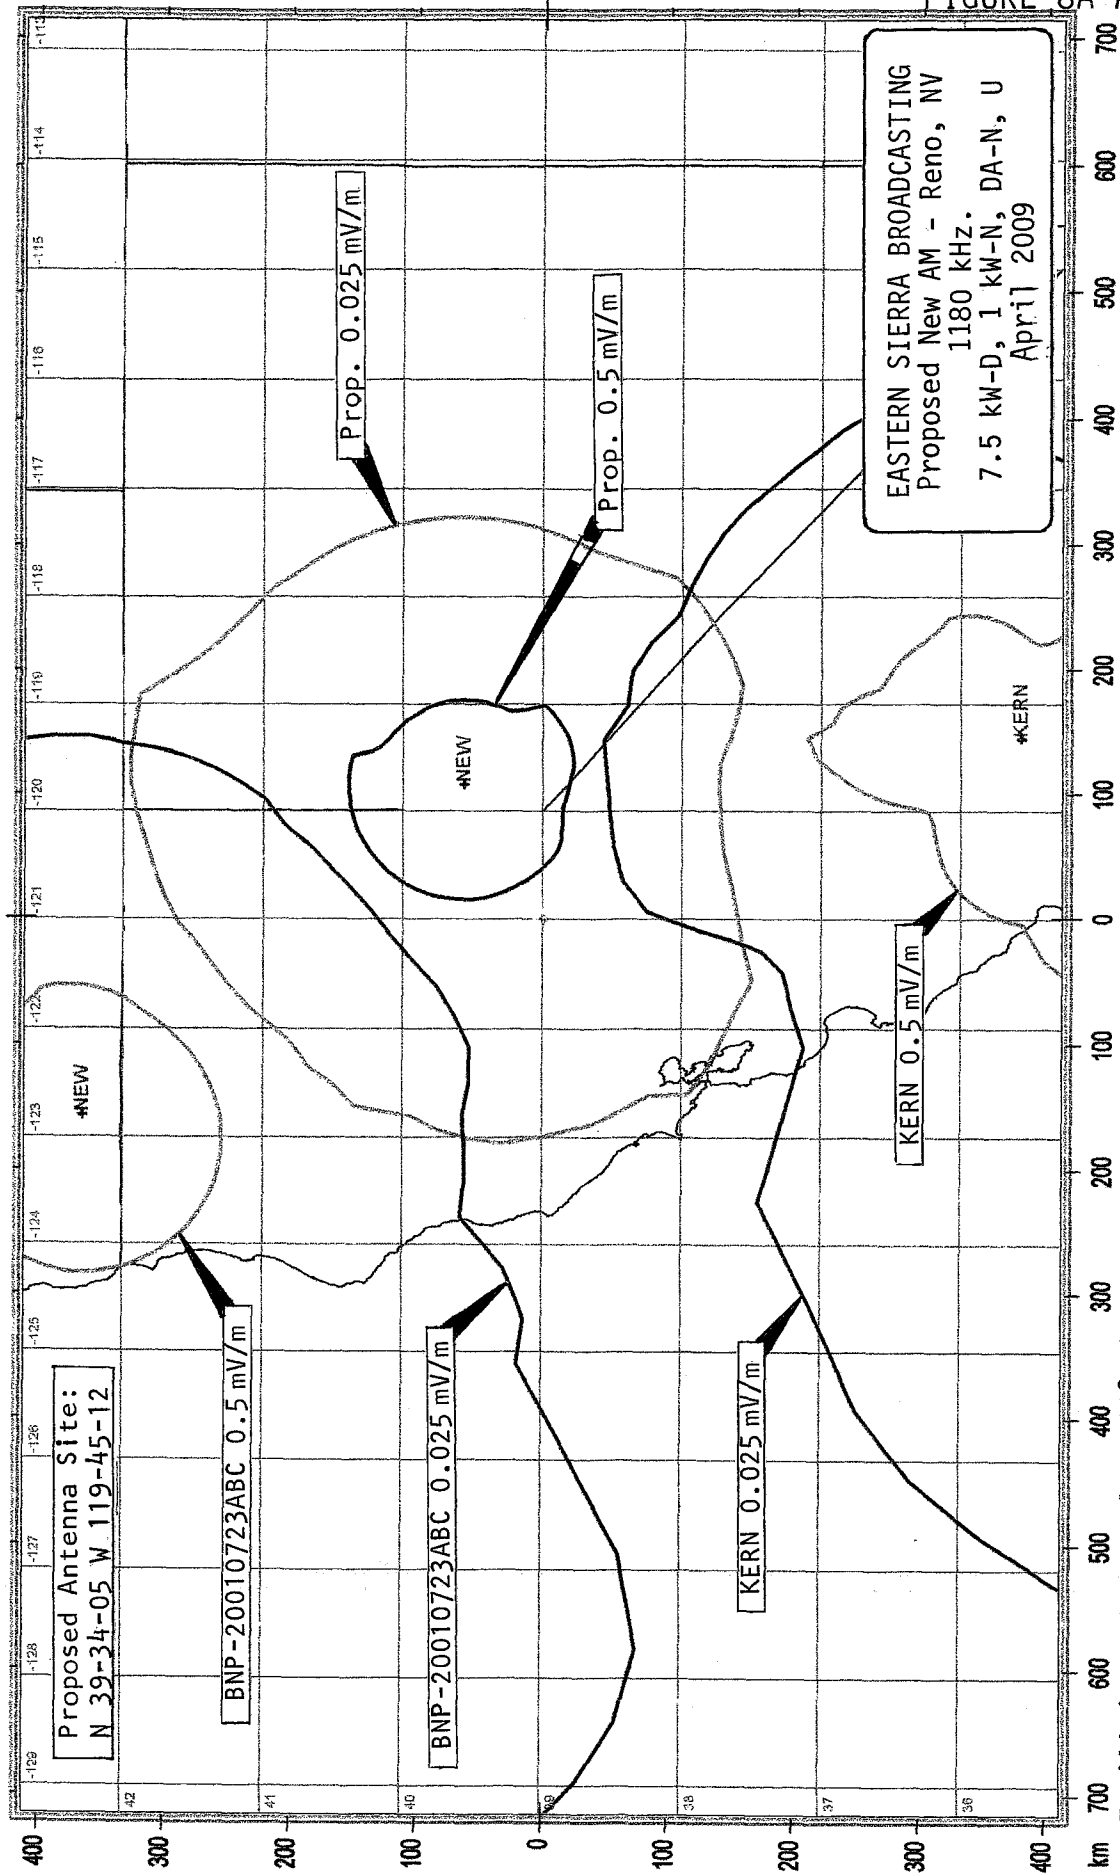 Proposed Antenna Site:
N 39-34-05 W 119-45-12
BNP-20010723ABC 0.5 mV/m
BNP-20010723ABC 0.025 mV/m
KERN 0.025 mV/m
KERN 0.5 mV/m
Prop. 0.025 mV/m
Prop. 0.5 mV/m
+NEW
+NEW
+KERN
EASTERN SIERRA BROADCASTING
Proposed New AM - Reno, NV
1180 kHz.
7.5 kW-D, 1 kW-N, DA-N, U
April 2009
-129 -128 -127 -126 -125 -124 -123 -122 -121 -120 -119 -118 -117 -116 -115 -114 -113
42
41
40
39
38
37
36
400
300
200
100
0
100
200
300
400
km
700 600 500 400 300 200 100 0 100 200 300 400 500 600 700